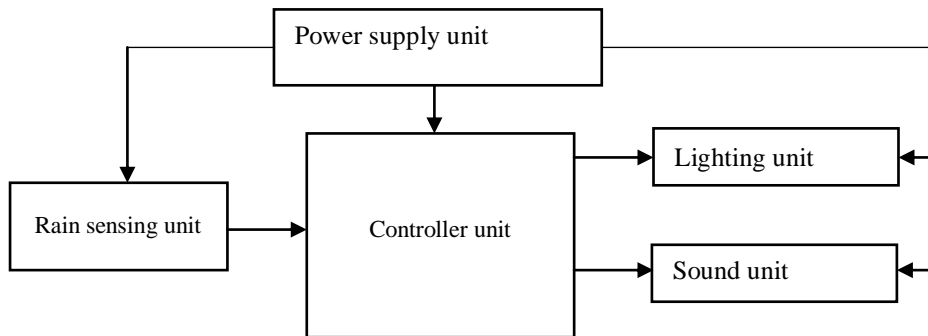 Power supply unit
Lighting unit
Rain sensing unit
Controller unit
Sound unit